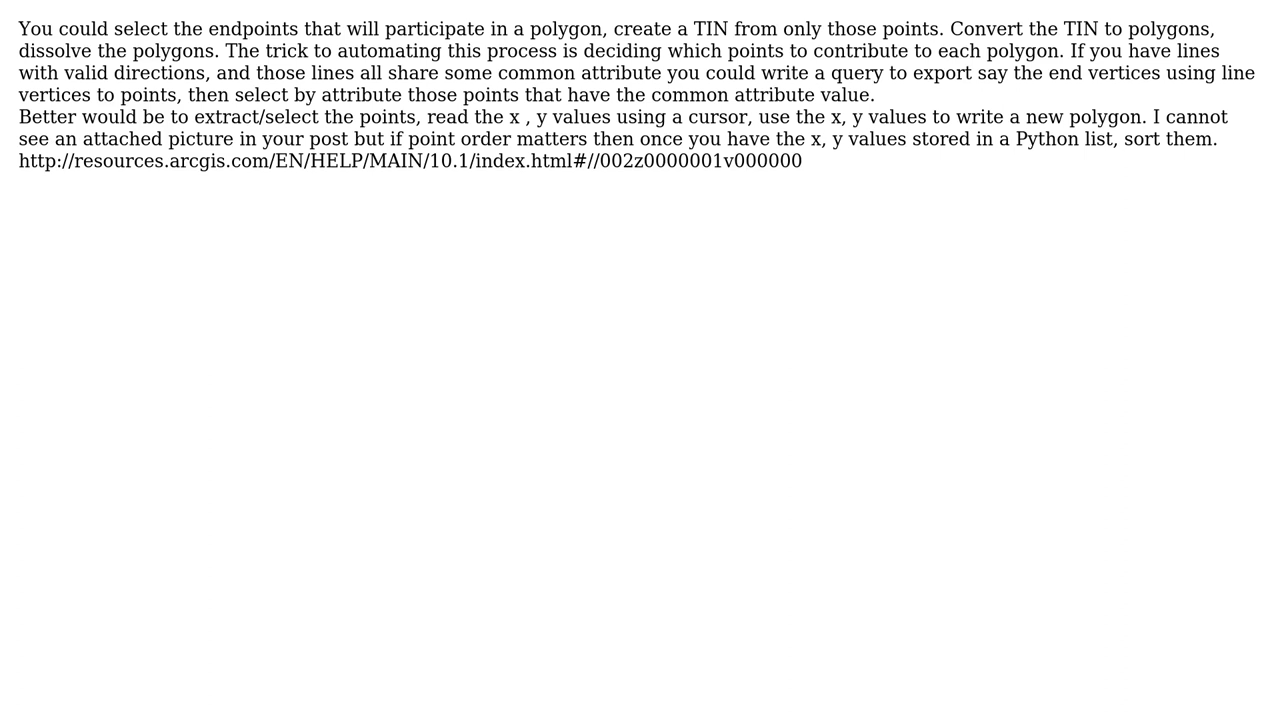 You could select the endpoints that will participate in a polygon, create a TIN from only those points. Convert the TIN to polygons,
dissolve the polygons. The trick to automating this process is deciding which points to contribute to each polygon. If you have lines
with valid directions, and those lines all share some common attribute you could write a query to export say the end vertices using line
vertices to points, then select by attribute those points that have the common attribute value.
Better would be to extract/select the points, read the x , y values using a cursor, use the x, y values to write a new polygon. I cannot
see an attached picture in your post but if point order matters then once you have the x, y values stored in a Python list, sort them.
http://resources.arcgis.com/EN/HELP/MAIN/10.1/index.html#//002z0000001v000000